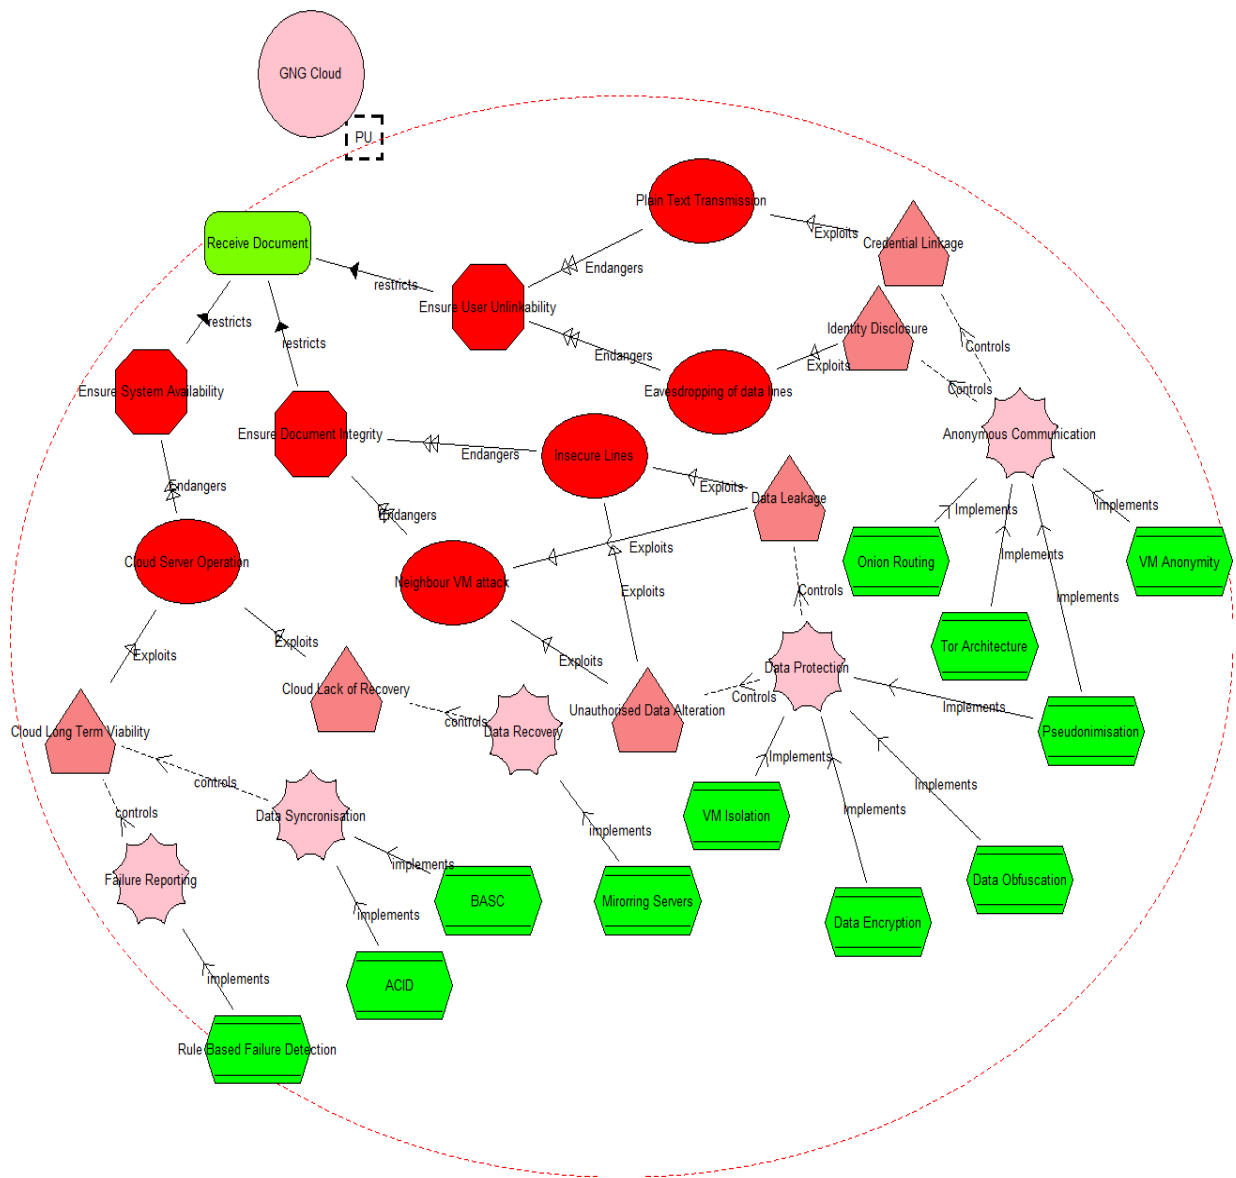 GNG Cloud
PU
Plain Text Transmission
Exploits
Credential Linkage
Receive Document
Endangers
restricts
Ensure User Unlinkability
restricts
restricts
Identity Disclosure
Controls
Endangers
Exploits
Controls
Ensure System Availability
Eavesdropping of data lines
Ensure Document Integrity
Anonymous Communication
Endangers
Insecure Lines
Exploits
Data Leakage
Endangers
Endangers
Implements
Implements
Exploits
Implements
Cloud Server Operation
Neighbour VM attack
Exploits
Controls
Onion Routing
VM Anonymity
Implements
Exploits
Exploits
Exploits
Tor Architecture
Data Protection
Cloud Lack of Recovery
Controls
Unauthorised Data Alteration
Implements
controls
Cloud Long Term Viability
Data Recovery
Pseudonimisation
Implements
controls
Implements
controls
Implements
Data Syncronisation
VM Isolation
implements
implements
Failure Reporting
Data Obfuscation
BASC
Mirorring Servers
implements
Data Encryption
implements
ACID
Rule Based Failure Detection